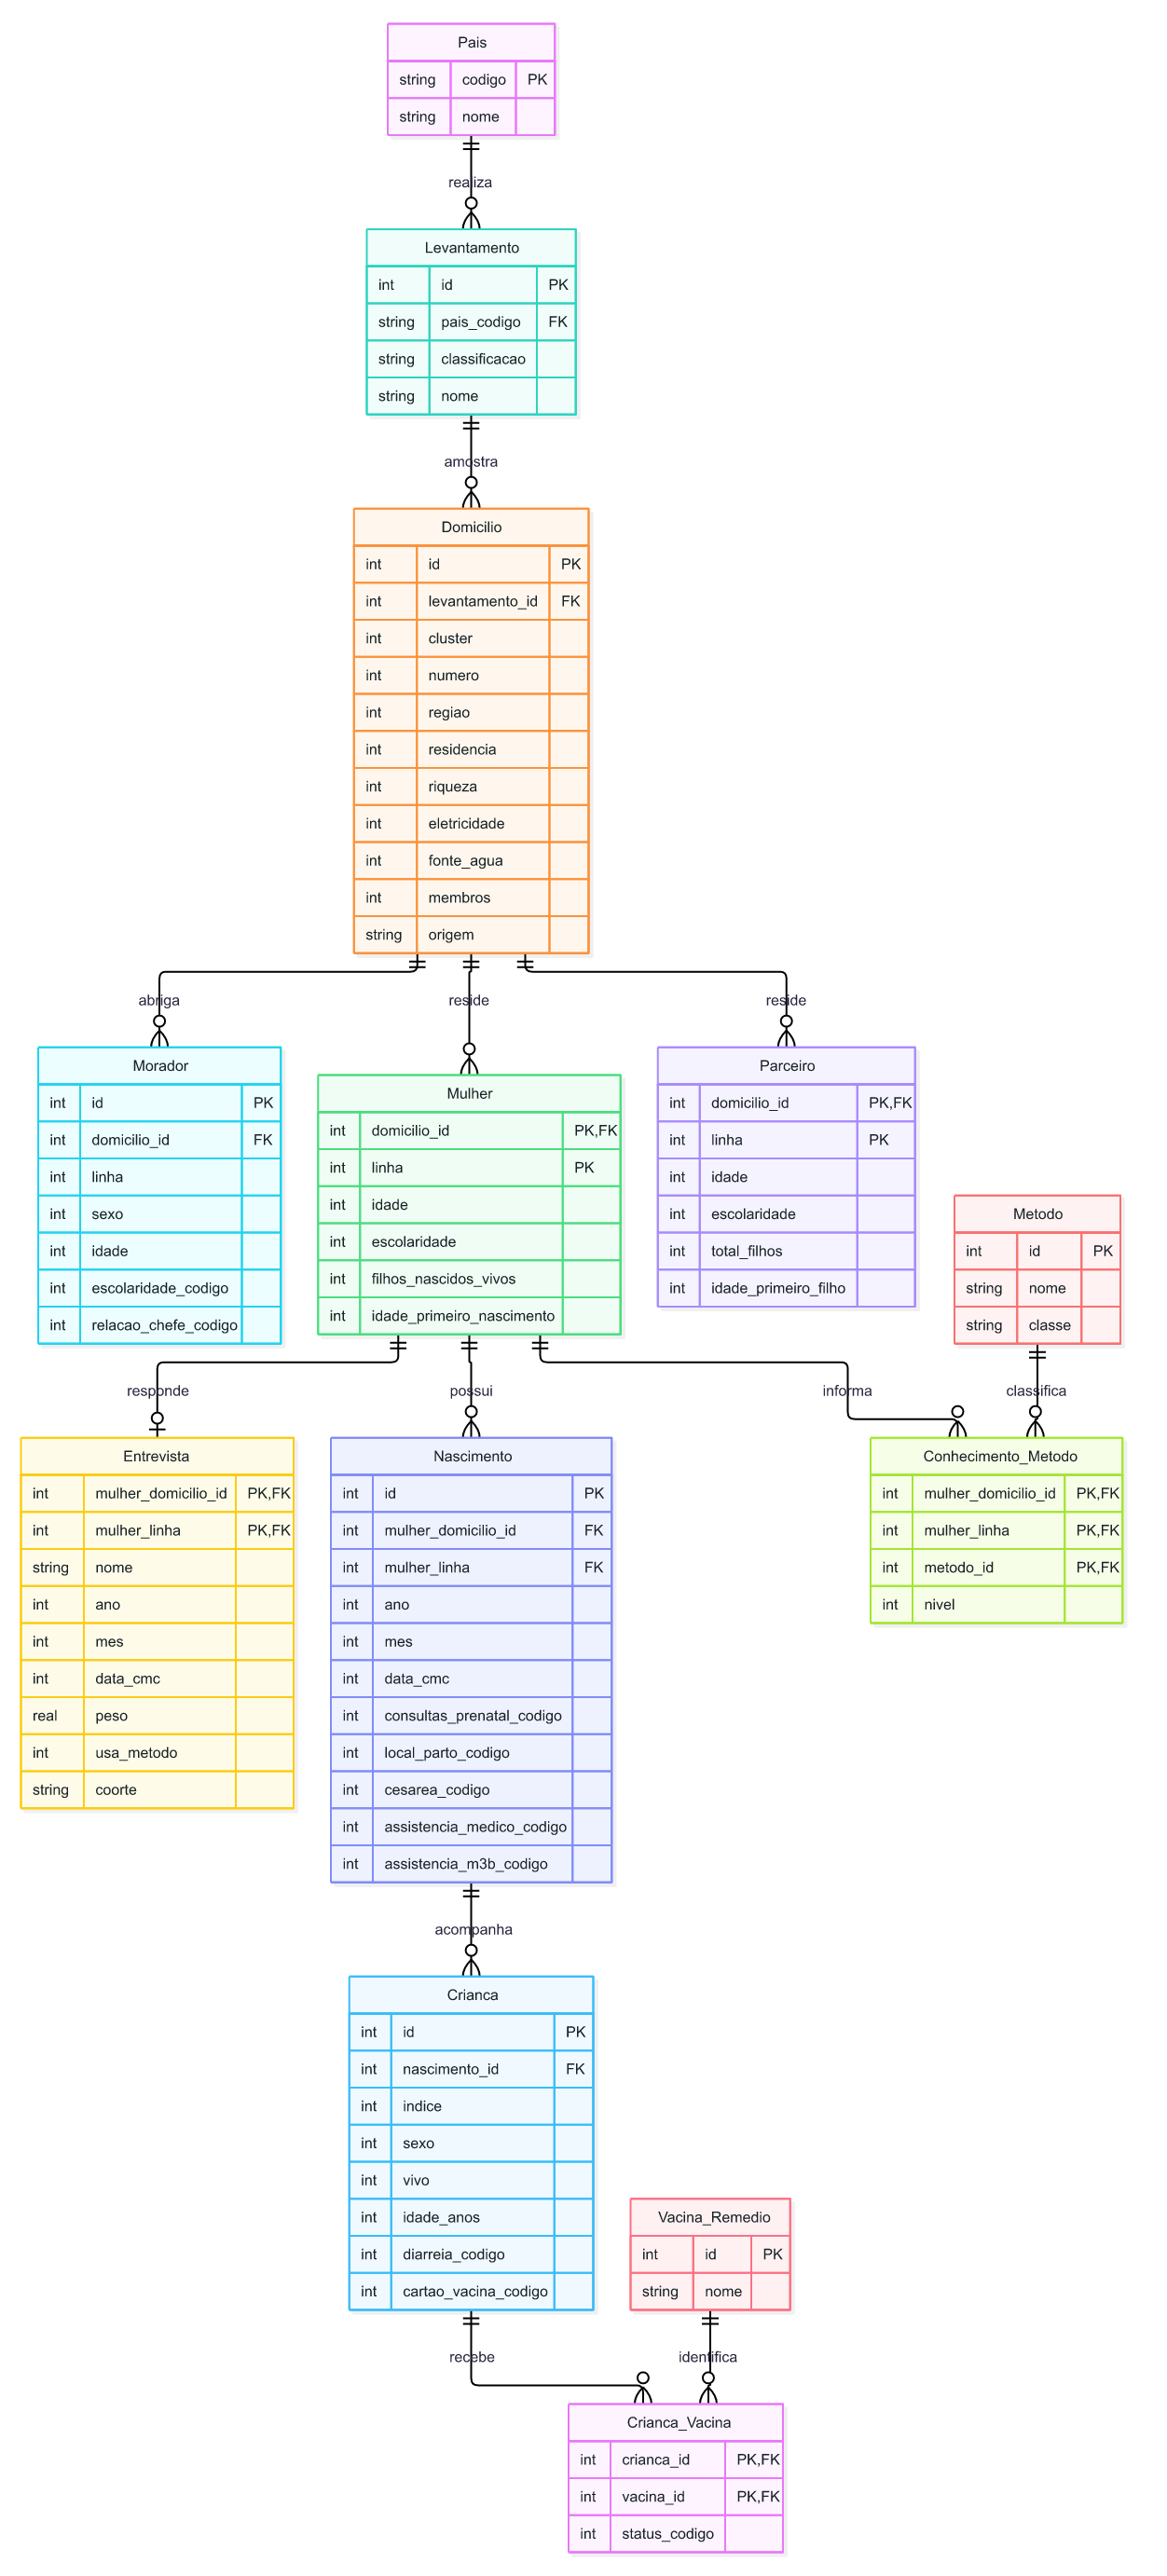 Pais
string codigo PK
string nome
realiza
Levantamento
int id PK
string pais_codigo FK
string classificacao
string nome
amostra
Domicilio
int id PK
int levantamento_id FK
int cluster
int numero
int regiao
int residencia
int riqueza
int eletricidade
int fonte_agua
int membros
string origem
abriga
reside
reside
Morador
int id PK
int domicilio_id FK
int linha
int sexo
int idade
int escolaridade_codigo
int relacao_chefe_codigo
Mulher
int domicilio_id PK,FK
int linha PK
int idade
int escolaridade
int filhos_nascidos_vivos
int idade_primeiro_nascimento
Parceiro
int domicilio_id PK,FK
int linha PK
int idade
int escolaridade
int total_filhos
int idade_primeiro_filho
Metodo
int id PK
string nome
string classe
responde
possui
informa
classifica
Entrevista
int mulher_domicilio_id PK,FK
int mulher_linha PK,FK
string nome
int ano
int mes
int data_cmc
real peso
int usa_metodo
string coorte
Nascimento
int id PK
int mulher_domicilio_id FK
int mulher_linha FK
int ano
int mes
int data_cmc
int consultas_prenatal_codigo
int local_parto_codigo
int cesarea_codigo
int assistencia_medico_codigo
int assistencia_m3b_codigo
Conhecimento_Metodo
int mulher_domicilio_id PK,FK
int mulher_linha PK,FK
int metodo_id PK,FK
int nivel
acompanha
Crianca
int id PK
int nascimento_id FK
int indice
int sexo
int vivo
int idade_anos
int diarreia_codigo
int cartao_vacina_codigo
Vacina_Remedio
int id PK
string nome
recebe
identifica
Crianca_Vacina
int crianca_id PK,FK
int vacina_id PK,FK
int status_codigo